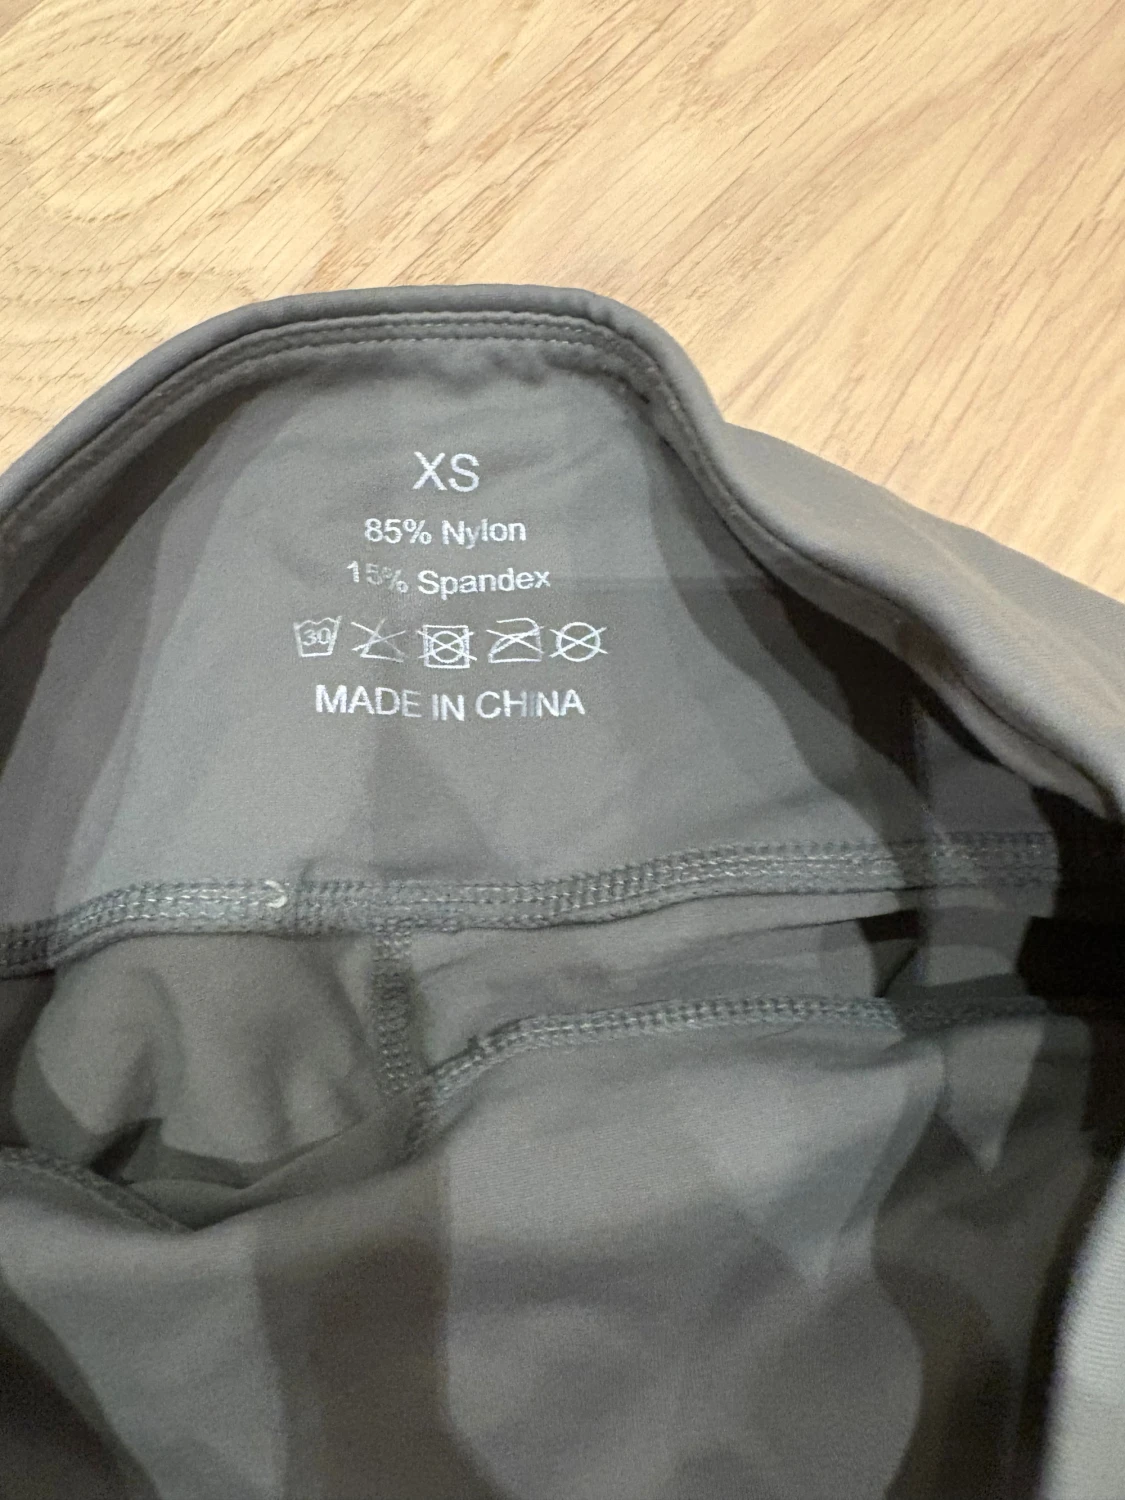 XS
85% Nylon
15% Spandex
30
MADE IN CHINA